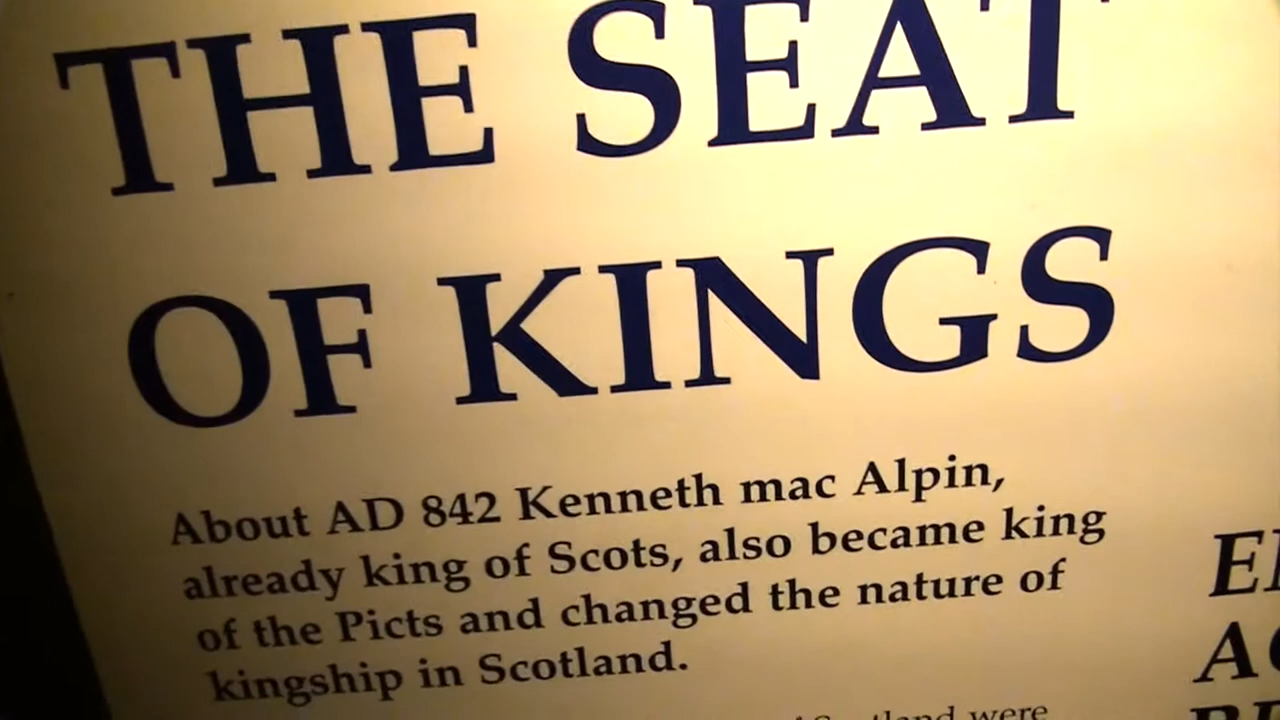 THE SEAT
OF KINGS
About AD 842 Kenneth mac Alpin,
already king of Scots, also became king
of the Picts and changed the nature of
kingship in Scotland.
were